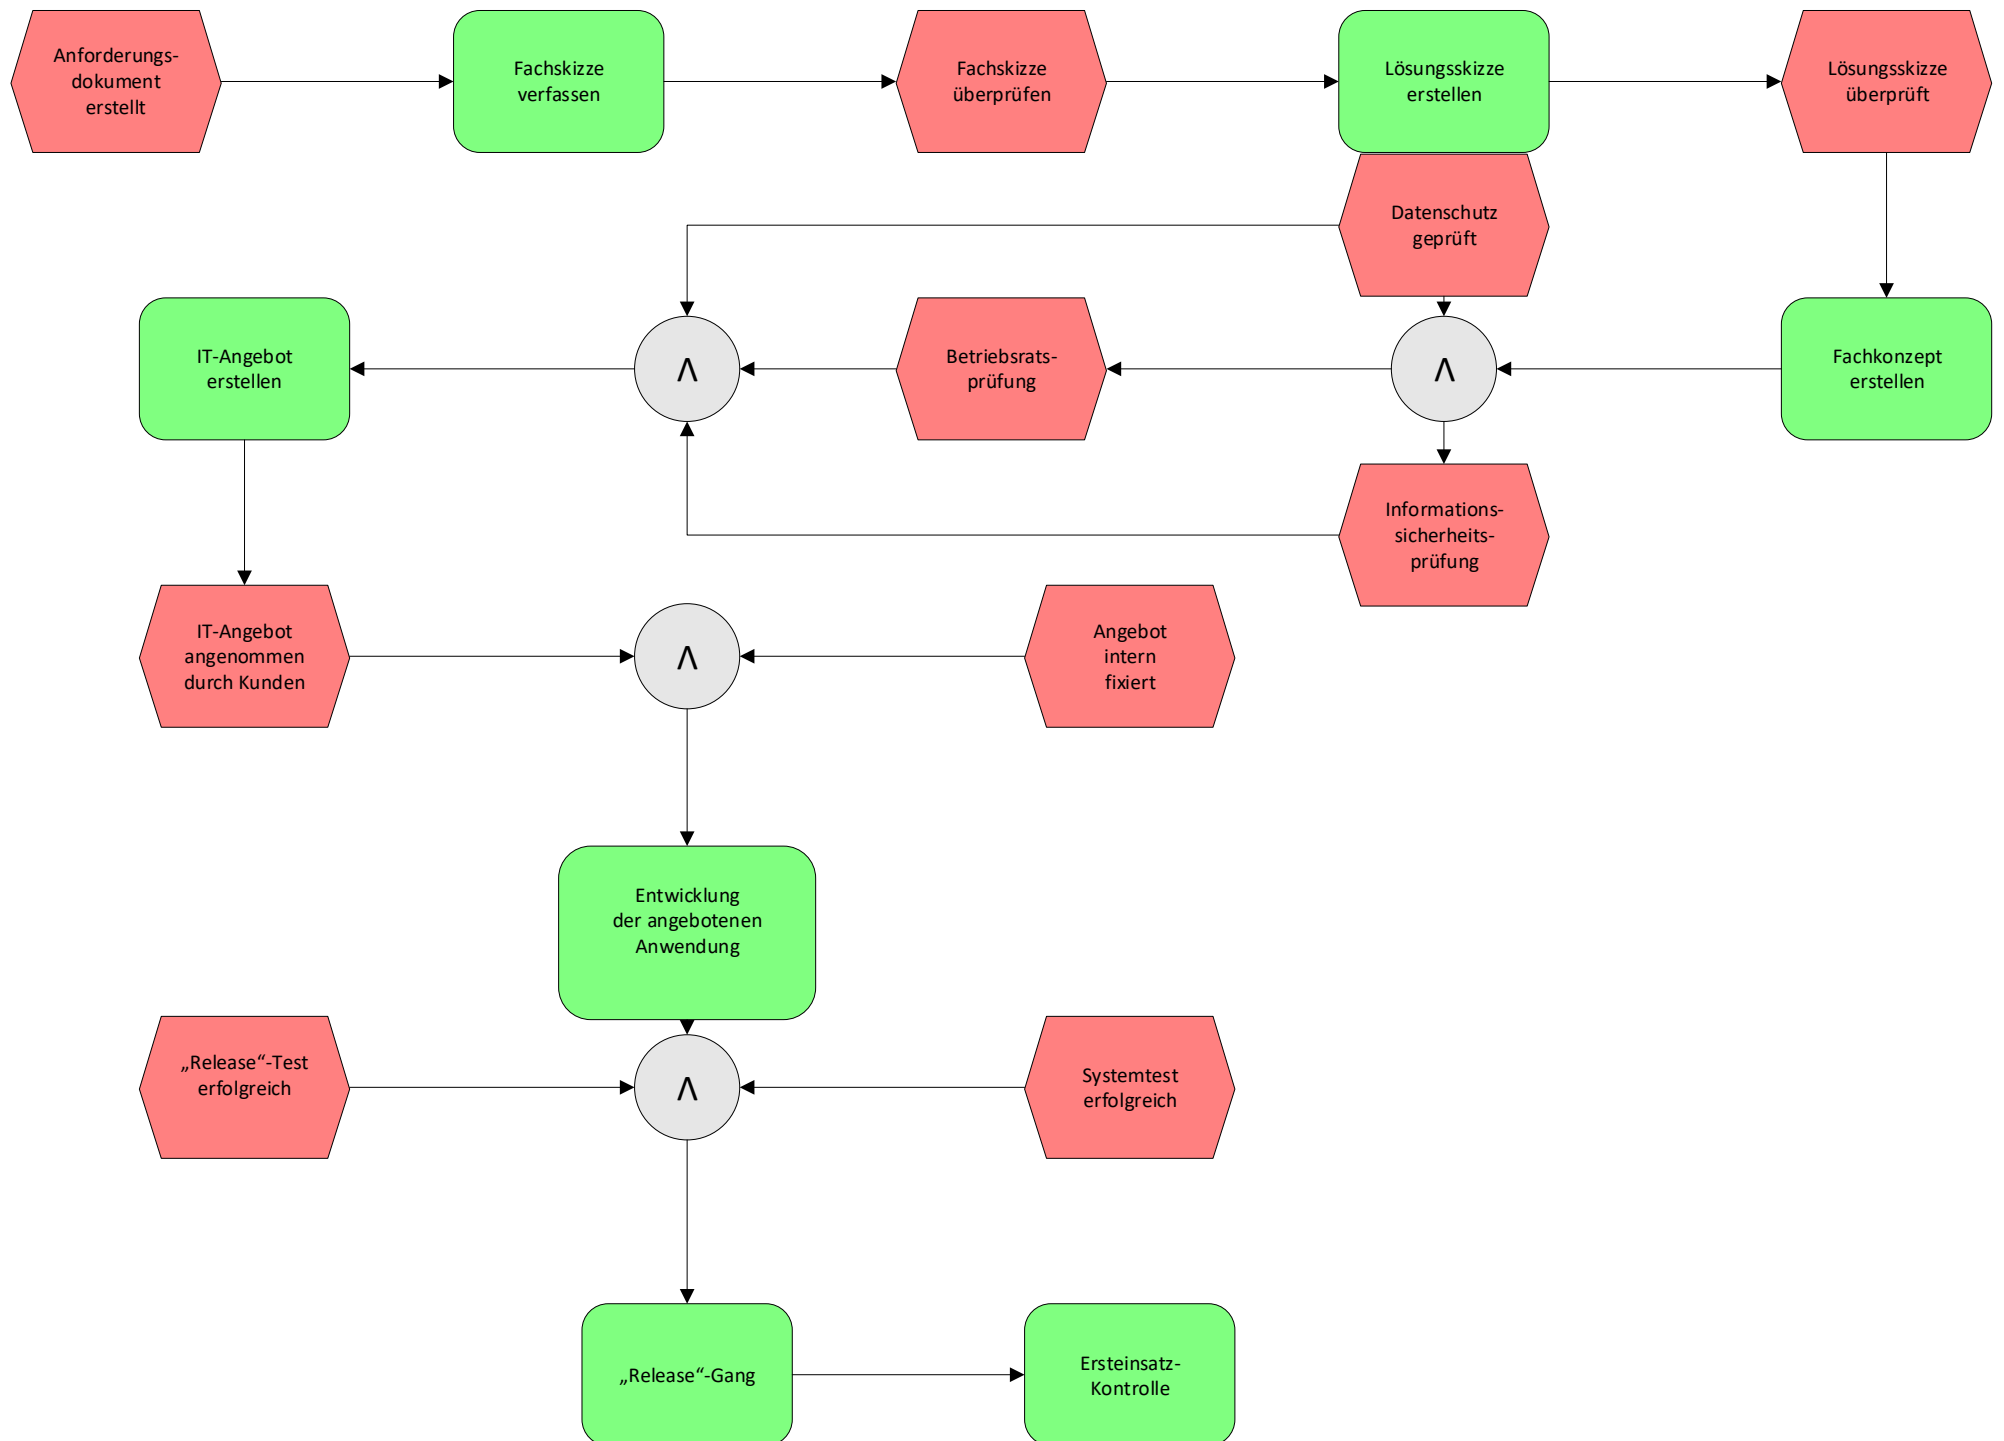 Anforderungs-
dokument
erstellt
Fachskizze
verfassen
Fachskizze
überprüfen
Lösungsskizze
erstellen
Lösungsskizze
überprüft
Datenschutz
geprüft
IT-Angebot
erstellen
Λ
Betriebsrats-
prüfung
Λ
Fachkonzept
erstellen
Informations-
sicherheits-
prüfung
IT-Angebot
angenommen
durch Kunden
Λ
Angebot
intern
fixiert
Entwicklung
der angebotenen
Anwendung
„Release“-Test
erfolgreich
Λ
Systemtest
erfolgreich
„Release“-Gang
Ersteinsatz-
Kontrolle